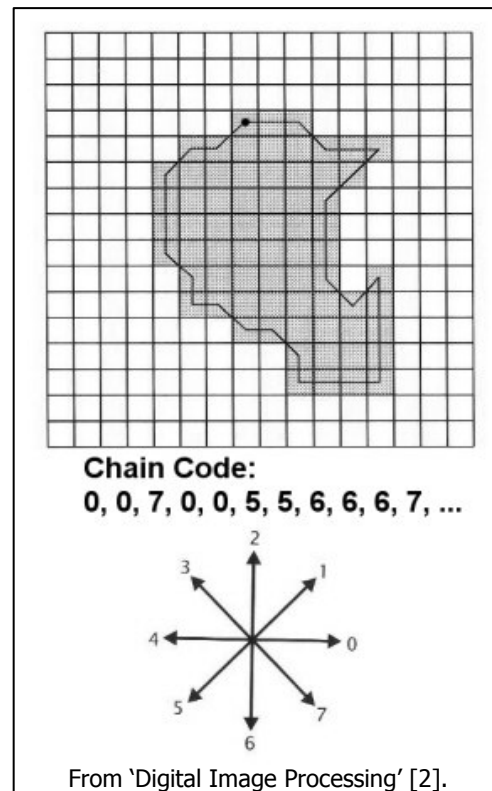 Chain Code:
0, 0, 7, 0, 0, 5, 5, 6, 6, 6, 7, ...
2
3
1
4
0
5
7
6
From ‘Digital Image Processing’ [2].